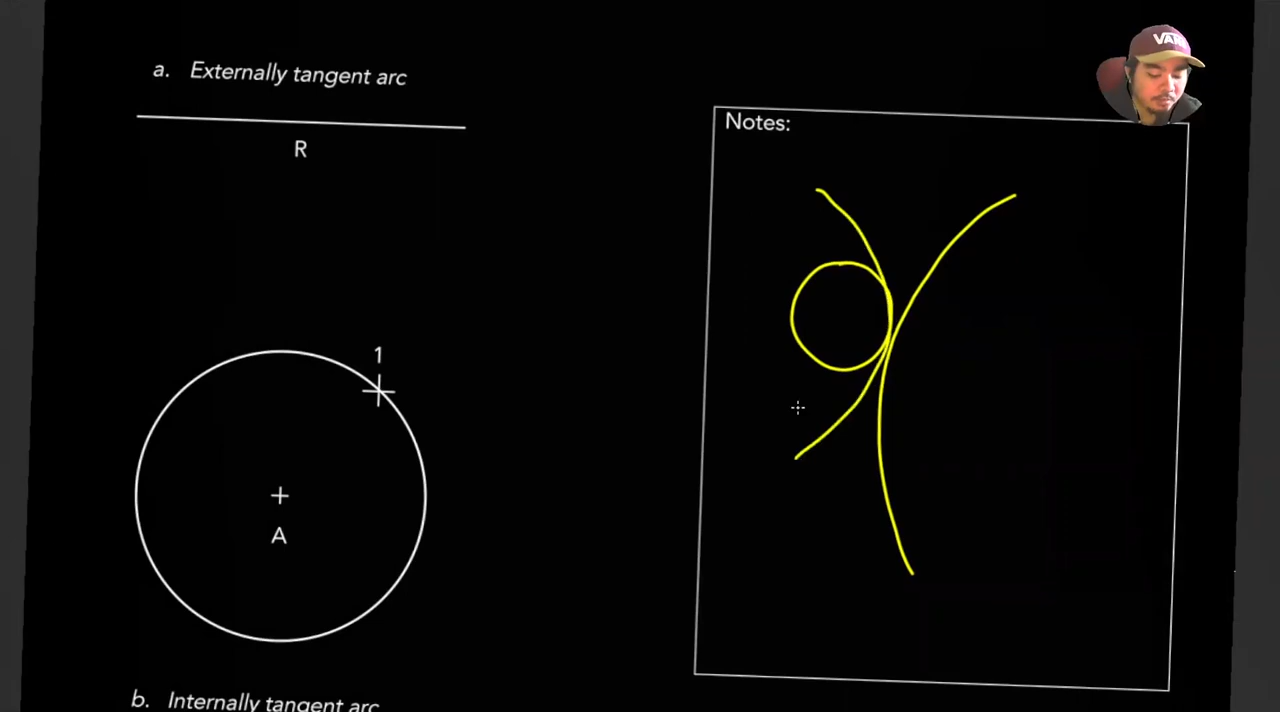 a. Externally tangent arc
R
Notes:
1
A
b. Internally tangent arc
VANS